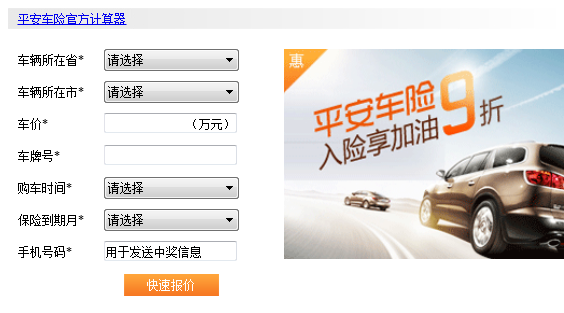 平安车险官方计算器
车辆所在省* 请选择
车辆所在市* 请选择
车价* （万元）
车牌号*
购车时间* 请选择
保险到期月* 请选择
手机号码* 用于发送中奖信息
快速报价
惠
平安车险9折
入险享加油